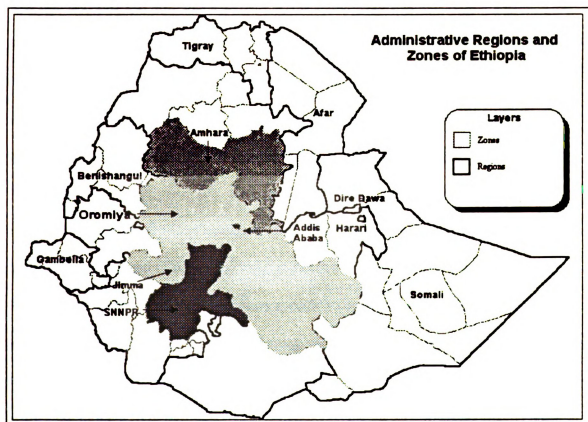 Administrative Regions and
Zones of Ethiopia
Tigray
Afar
Amhara
Layers
Zones
Regions
Benishangul
Dire Dawa
Oromiya
Addis
Ababa
Harari
Gambella
Jimma
Somali
SNNPR